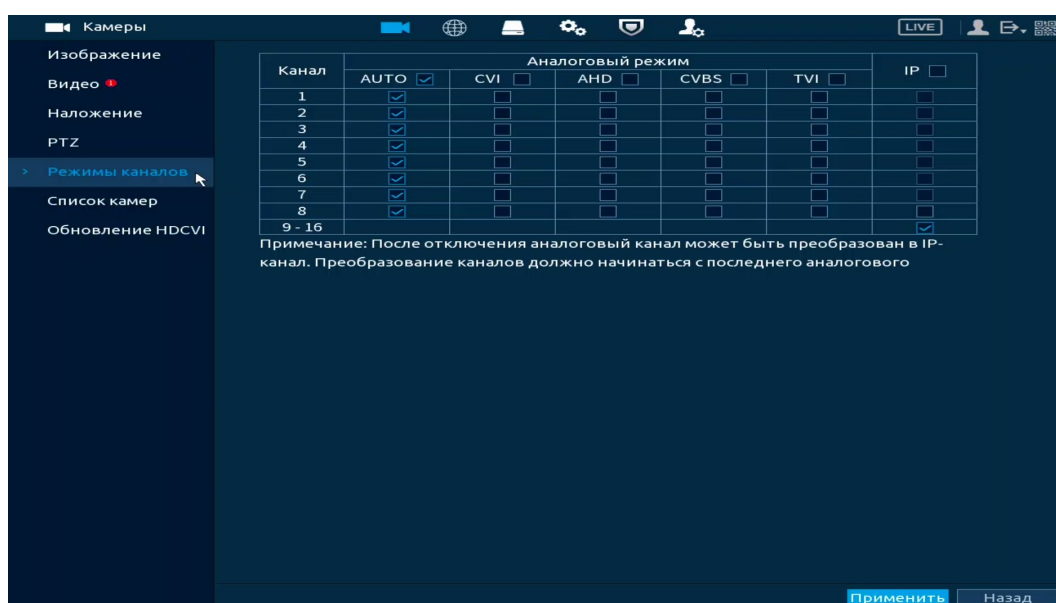 Камеры
LIVE
Изображение
Видео 1
Наложение
PTZ
> Режимы каналов
Список камер
Обновление HDCVI
Канал Аналоговый режим IP
AUTO CVI AHD CVBS TVI
1
2
3
4
5
6
7
8
9 - 16
Примечание: После отключения аналоговый канал может быть преобразован в IP-
канал. Преобразование каналов должно начинаться с последнего аналогового
Применить Назад